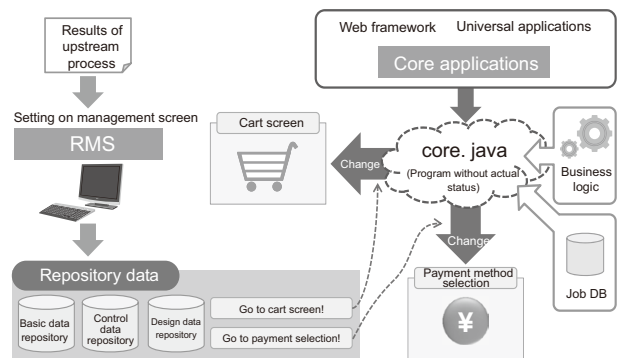 Results of
upstream
process
Setting on management screen
RMS
Repository data
Basic data
repository
Control
data
repository
Design data
repository
Go to cart screen!
Go to payment selection!
Cart screen
Change
Web framework
Universal applications
Core applications
core. java
(Program without actual
status)
Change
Payment method
selection
¥
Business
logic
Job DB